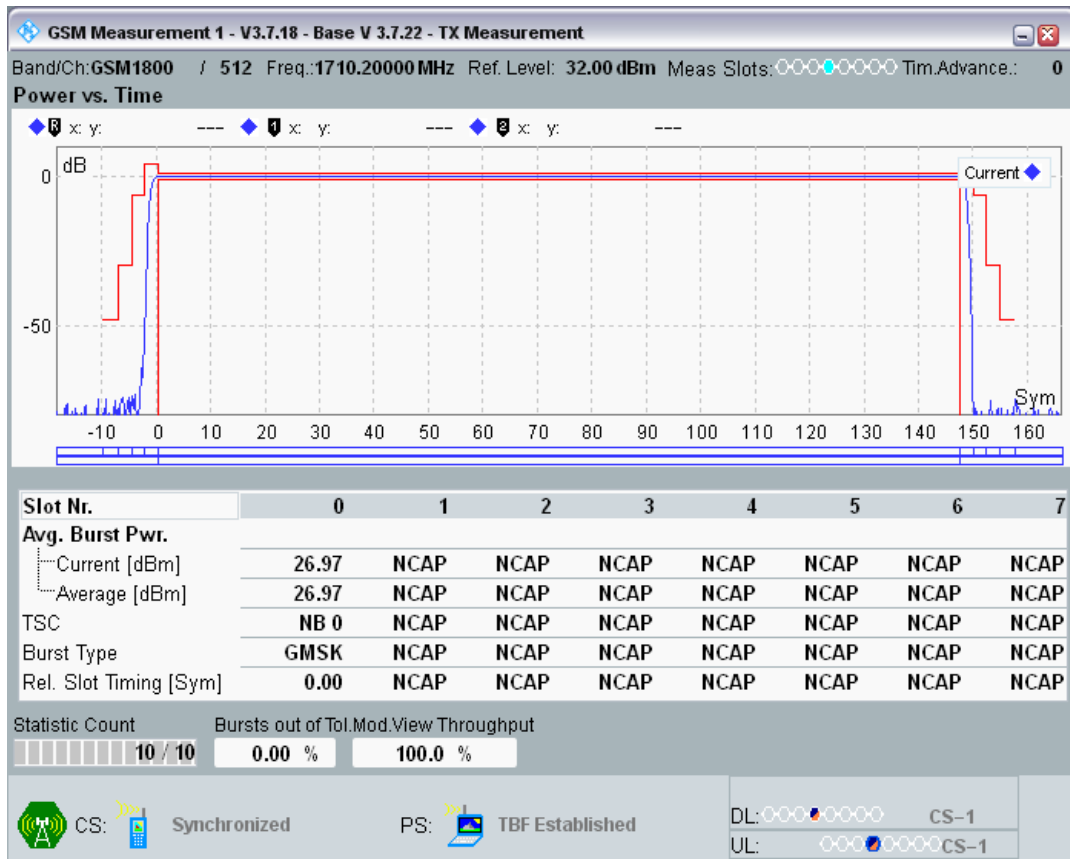 GSM Measurement 1 - V3.7.18 - Base V 3.7.22 - TX Measurement
Band/Ch:GSM1800 / 512 Freq.:1710.20000 MHz Ref. Level: 32.00 dBm Meas Slots: Tim.Advance.: 0
Power vs. Time
R x: y: --- 1 x: y: --- 2 x: y: ---
dB
Current
0
-50
Sym
-10 0 10 20 30 40 50 60 70 80 90 100 110 120 130 140 150 160
Slot Nr. 0 1 2 3 4 5 6 7
Avg. Burst Pwr.
Current [dBm] 26.97 NCAP NCAP NCAP NCAP NCAP NCAP NCAP
Average [dBm] 26.97 NCAP NCAP NCAP NCAP NCAP NCAP NCAP
TSC NB 0 NCAP NCAP NCAP NCAP NCAP NCAP NCAP
Burst Type GMSK NCAP NCAP NCAP NCAP NCAP NCAP NCAP
Rel. Slot Timing [Sym] 0.00 NCAP NCAP NCAP NCAP NCAP NCAP NCAP
Statistic Count Bursts out of Tol. Mod.View Throughput
10 / 10 0.00 % 100.0 %
CS: Synchronized PS: TBF Established DL: CS-1
UL: CS-1